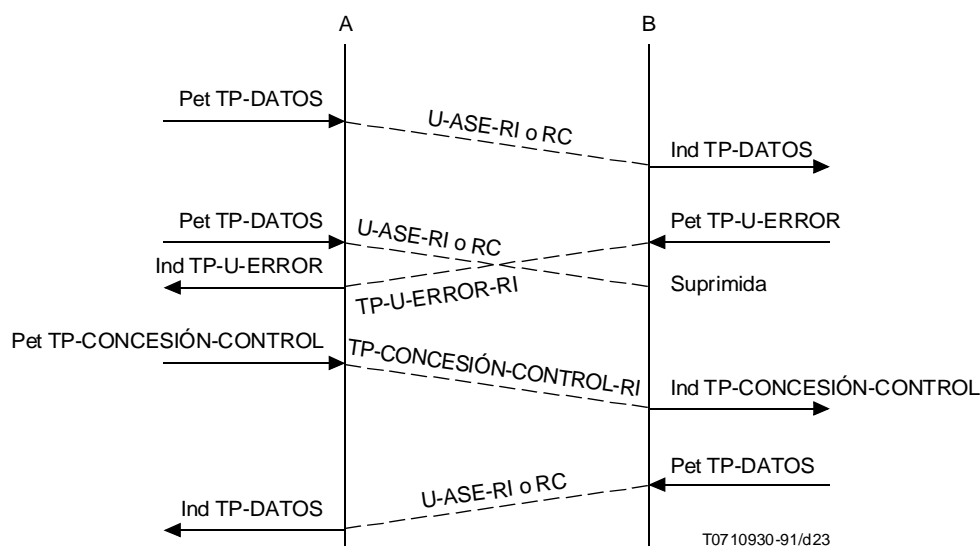 A B
Pet TP-DATOS
U-ASE-RI o RC
Ind TP-DATOS
Pet TP-DATOS
U-ASE-RI o RC
Pet TP-U-ERROR
Ind TP-U-ERROR
TP-U-ERROR-RI
Suprimida
Pet TP-CONCESIÓN-CONTROL
TP-CONCESIÓN-CONTROL-RI
Ind TP-CONCESIÓN-CONTROL
Pet TP-DATOS
U-ASE-RI o RC
Ind TP-DATOS
T0710930-91/d23